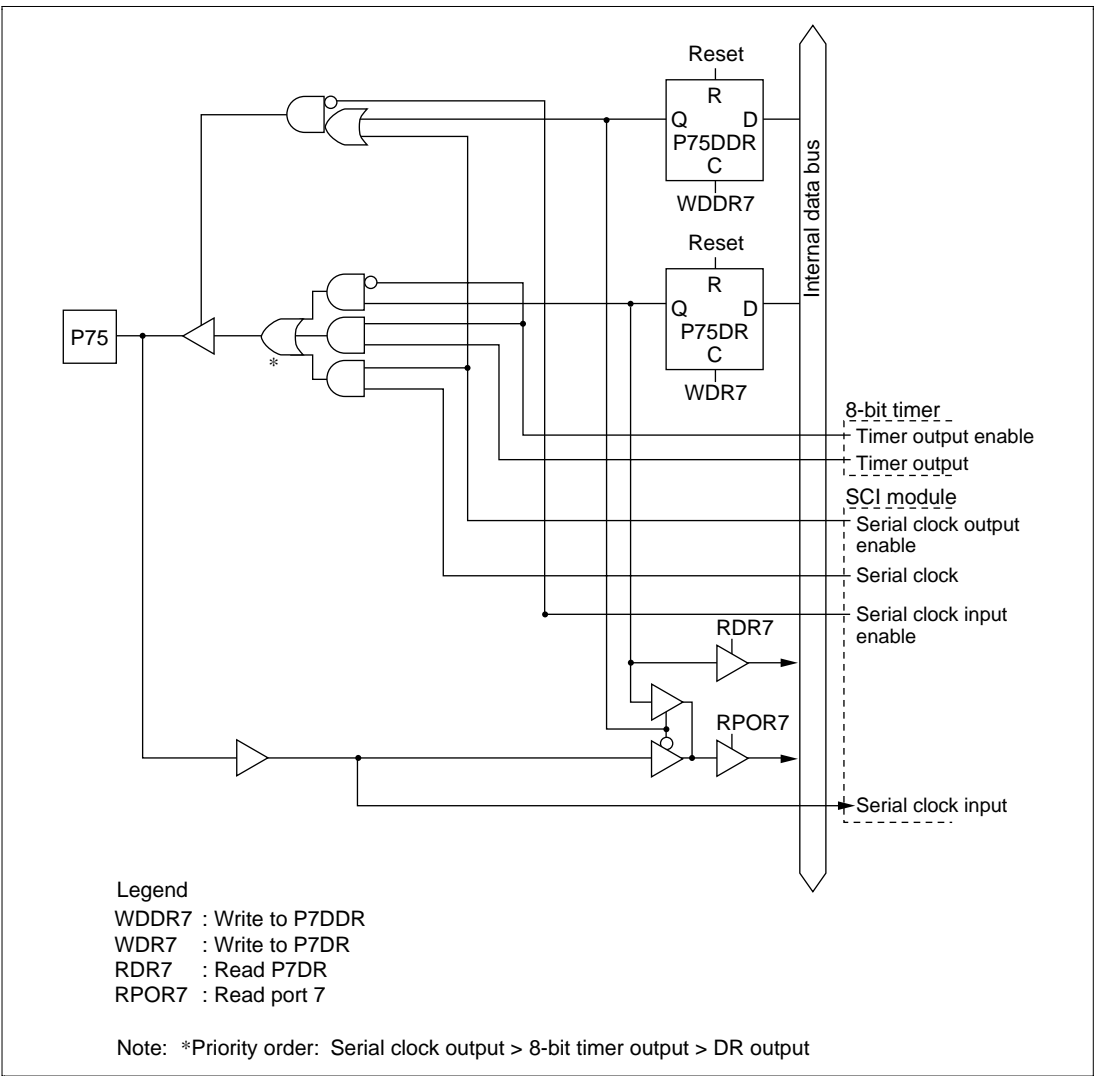 Reset
R
Q D
P75DDR
C
WDDR7
Internal data bus
Reset
R
Q D
P75DR
C
WDR7
P75
*
8-bit timer
Timer output enable
Timer output
SCI module
Serial clock output
enable
Serial clock
Serial clock input
enable
RDR7
RPOR7
Serial clock input
Legend
WDDR7 : Write to P7DDR
WDR7 : Write to P7DR
RDR7 : Read P7DR
RPOR7 : Read port 7
Note: *Priority order: Serial clock output > 8-bit timer output > DR output